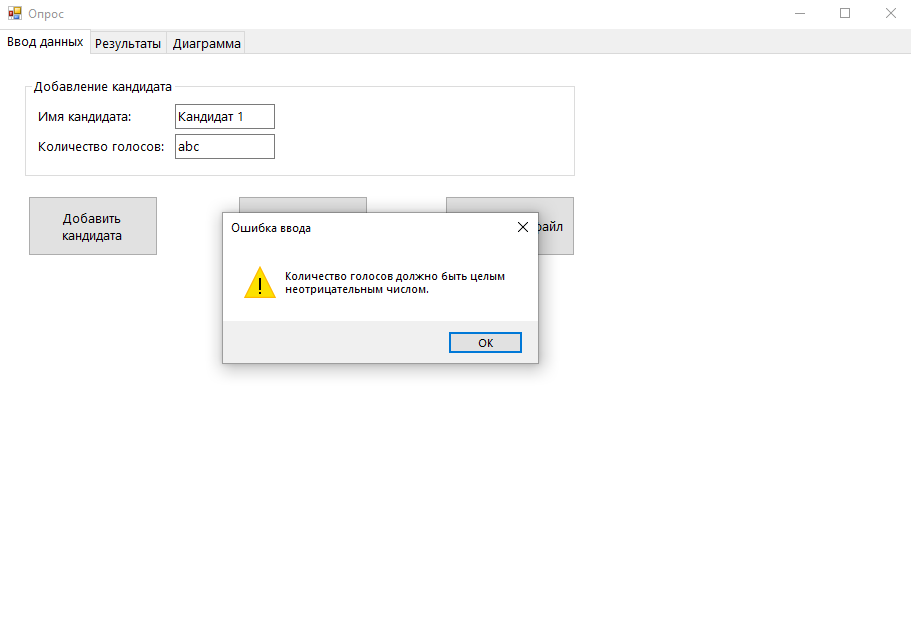 Опрос
Ввод данных
Результаты
Диаграмма
Добавление кандидата
Имя кандидата:
Кандидат 1
Количество голосов:
abc
Добавить
кандидата
Ошибка ввода
Количество голосов должно быть целым
неотрицательным числом.
OK